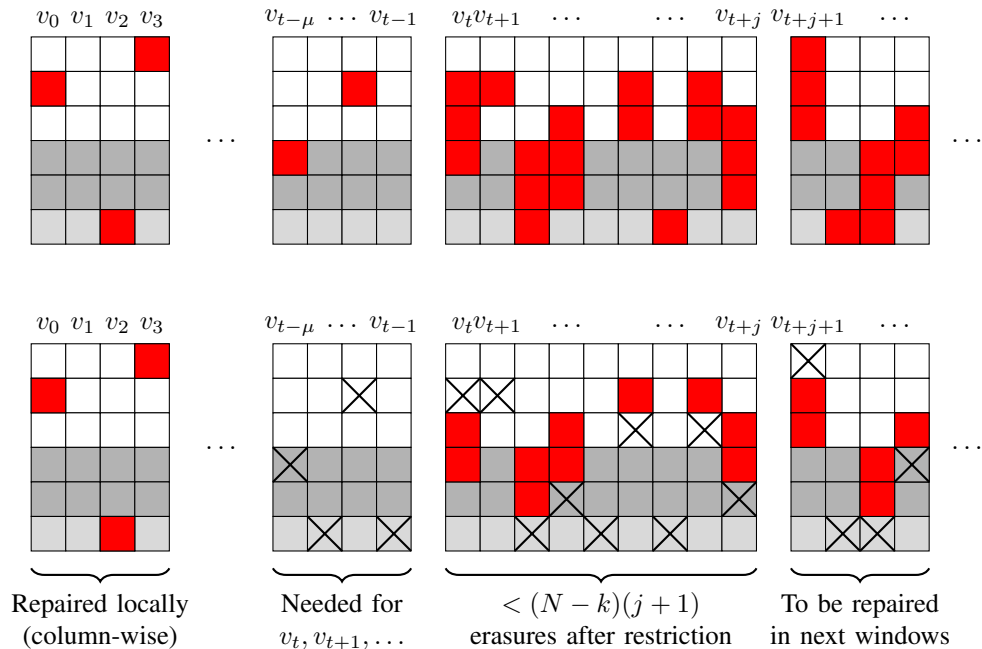 v₀ v₁ v₂ v₃ v_{t−μ} ⋯ v_{t−1} v_t v_{t+1} ⋯ ⋯ v_{t+j} v_{t+j+1} ⋯
⋯ ⋯
v₀ v₁ v₂ v₃ v_{t−μ} ⋯ v_{t−1} v_t v_{t+1} ⋯ ⋯ v_{t+j} v_{t+j+1} ⋯
⋯ ⋯
Repaired locally
(column-wise)
Needed for
v_t, v_{t+1}, …
< (N − k)(j + 1)
erasures after restriction
To be repaired
in next windows